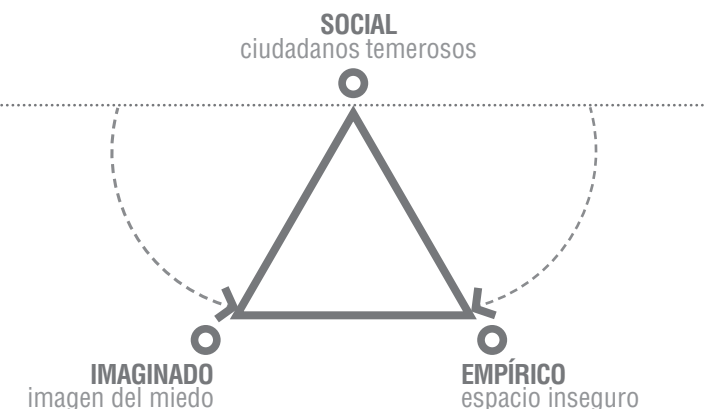 SOCIAL
ciudadanos temerosos
IMAGINADO
imagen del miedo
EMPÍRICO
espacio inseguro